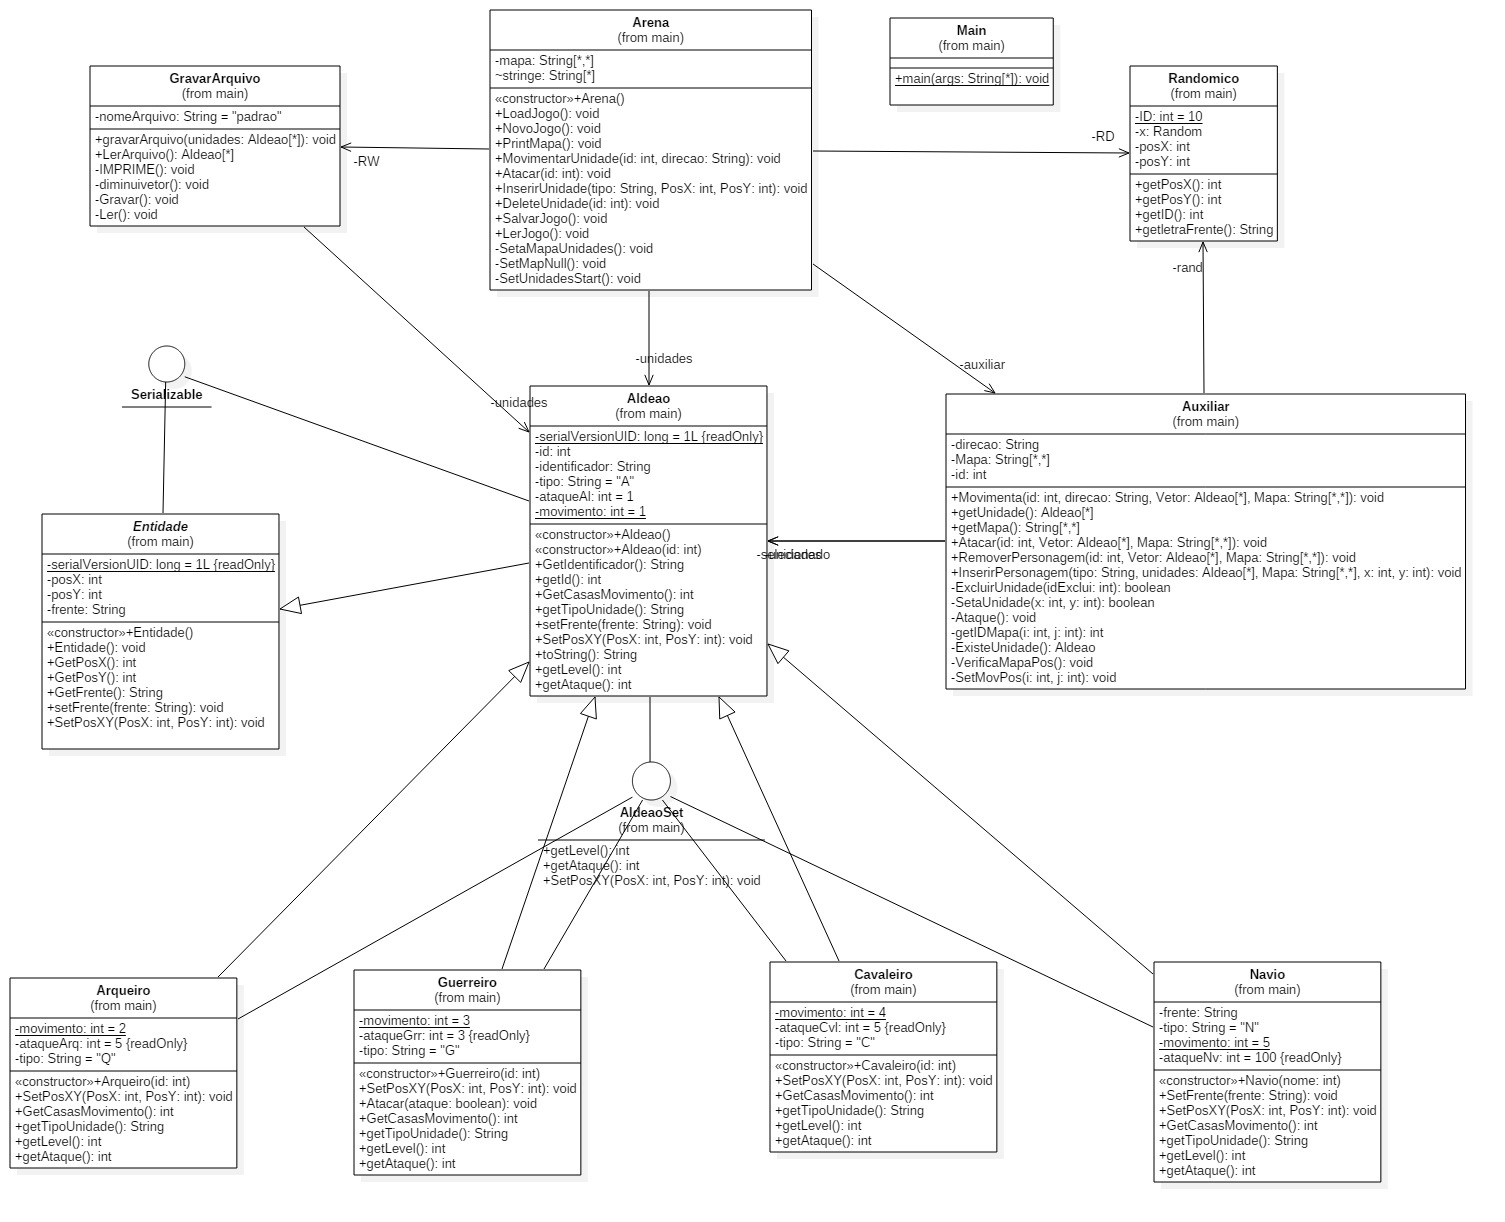 Arena
(from main)
-mapa: String[*,*]
~stringe: String[*]
«constructor»+Arena()
+LoadJogo(): void
+NovoJogo(): void
+PrintMapa(): void
+MovimentarUnidade(id: int, direcao: String): void
+Atacar(id: int): void
+InserirUnidade(tipo: String, PosX: int, PosY: int): void
+DeleteUnidade(id: int): void
+SalvarJogo(): void
+LerJogo(): void
-SetaMapaUnidades(): void
-SetMapNull(): void
-SetUnidadesStart(): void
Main
(from main)
+main(args: String[*]): void
GravarArquivo
(from main)
-nomeArquivo: String = "padrao"
+gravarArquivo(unidades: Aldeao[*]): void
+LerArquivo(): Aldeao[*]
-IMPRIME(): void
-diminuivetor(): void
-Gravar(): void
-Ler(): void
Randomico
(from main)
-ID: int = 10
-x: Random
-posX: int
-posY: int
+getPosX(): int
+getPosY(): int
+getID(): int
+getletraFrente(): String
-RW
-RD
-rand
-unidades
-auxiliar
-unidades
Serializable
Aldeao
(from main)
-serialVersionUID: long = 1L {readOnly}
-id: int
-identificador: String
-tipo: String = "A"
-ataqueAl: int = 1
-movimento: int = 1
«constructor»+Aldeao()
«constructor»+Aldeao(id: int)
+GetIdentificador(): String
+getId(): int
+GetCasasMovimento(): int
+getTipoUnidade(): String
+setFrente(frente: String): void
+SetPosXY(PosX: int, PosY: int): void
+toString(): String
+getLevel(): int
+getAtaque(): int
Auxiliar
(from main)
-direcao: String
-Mapa: String[*,*]
-id: int
+Movimenta(id: int, direcao: String, Vetor: Aldeao[*], Mapa: String[*,*]): void
+getUnidade(): Aldeao[*]
+getMapa(): String[*,*]
+Atacar(id: int, Vetor: Aldeao[*], Mapa: String[*,*]): void
+RemoverPersonagem(id: int, Vetor: Aldeao[*], Mapa: String[*,*]): void
+InserirPersonagem(tipo: String, unidades: Aldeao[*], Mapa: String[*,*], x: int, y: int): void
-ExcluirUnidade(idExclui: int): boolean
-SetaUnidade(x: int, y: int): boolean
-Ataque(): void
-getIDMapa(i: int, j: int): int
-ExisteUnidade(): Aldeao
-VerificaMapaPos(): void
-SetMovPos(i: int, j: int): void
Entidade
(from main)
-serialVersionUID: long = 1L {readOnly}
-posX: int
-posY: int
-frente: String
«constructor»+Entidade()
+Entidade(): void
+GetPosX(): int
+GetPosY(): int
+GetFrente(): String
+setFrente(frente: String): void
+SetPosXY(PosX: int, PosY: int): void
AldeaoSet
(from main)
+getLevel(): int
+getAtaque(): int
+SetPosXY(PosX: int, PosY: int): void
Arqueiro
(from main)
-movimento: int = 2
-ataqueArq: int = 5 {readOnly}
-tipo: String = "Q"
«constructor»+Arqueiro(id: int)
+SetPosXY(PosX: int, PosY: int): void
+GetCasasMovimento(): int
+getTipoUnidade(): String
+getLevel(): int
+getAtaque(): int
Guerreiro
(from main)
-movimento: int = 3
-ataqueGrr: int = 3 {readOnly}
-tipo: String = "G"
«constructor»+Guerreiro(id: int)
+SetPosXY(PosX: int, PosY: int): void
+Atacar(ataque: boolean): void
+GetCasasMovimento(): int
+getTipoUnidade(): String
+getLevel(): int
+getAtaque(): int
Cavaleiro
(from main)
-movimento: int = 4
-ataqueCvl: int = 5 {readOnly}
-tipo: String = "C"
«constructor»+Cavaleiro(id: int)
+SetPosXY(PosX: int, PosY: int): void
+GetCasasMovimento(): int
+getTipoUnidade(): String
+getLevel(): int
+getAtaque(): int
Navio
(from main)
-frente: String
-tipo: String = "N"
-movimento: int = 5
-ataqueNv: int = 100 {readOnly}
«constructor»+Navio(nome: int)
+SetFrente(frente: String): void
+SetPosXY(PosX: int, PosY: int): void
+GetCasasMovimento(): int
+getTipoUnidade(): String
+getLevel(): int
+getAtaque(): int